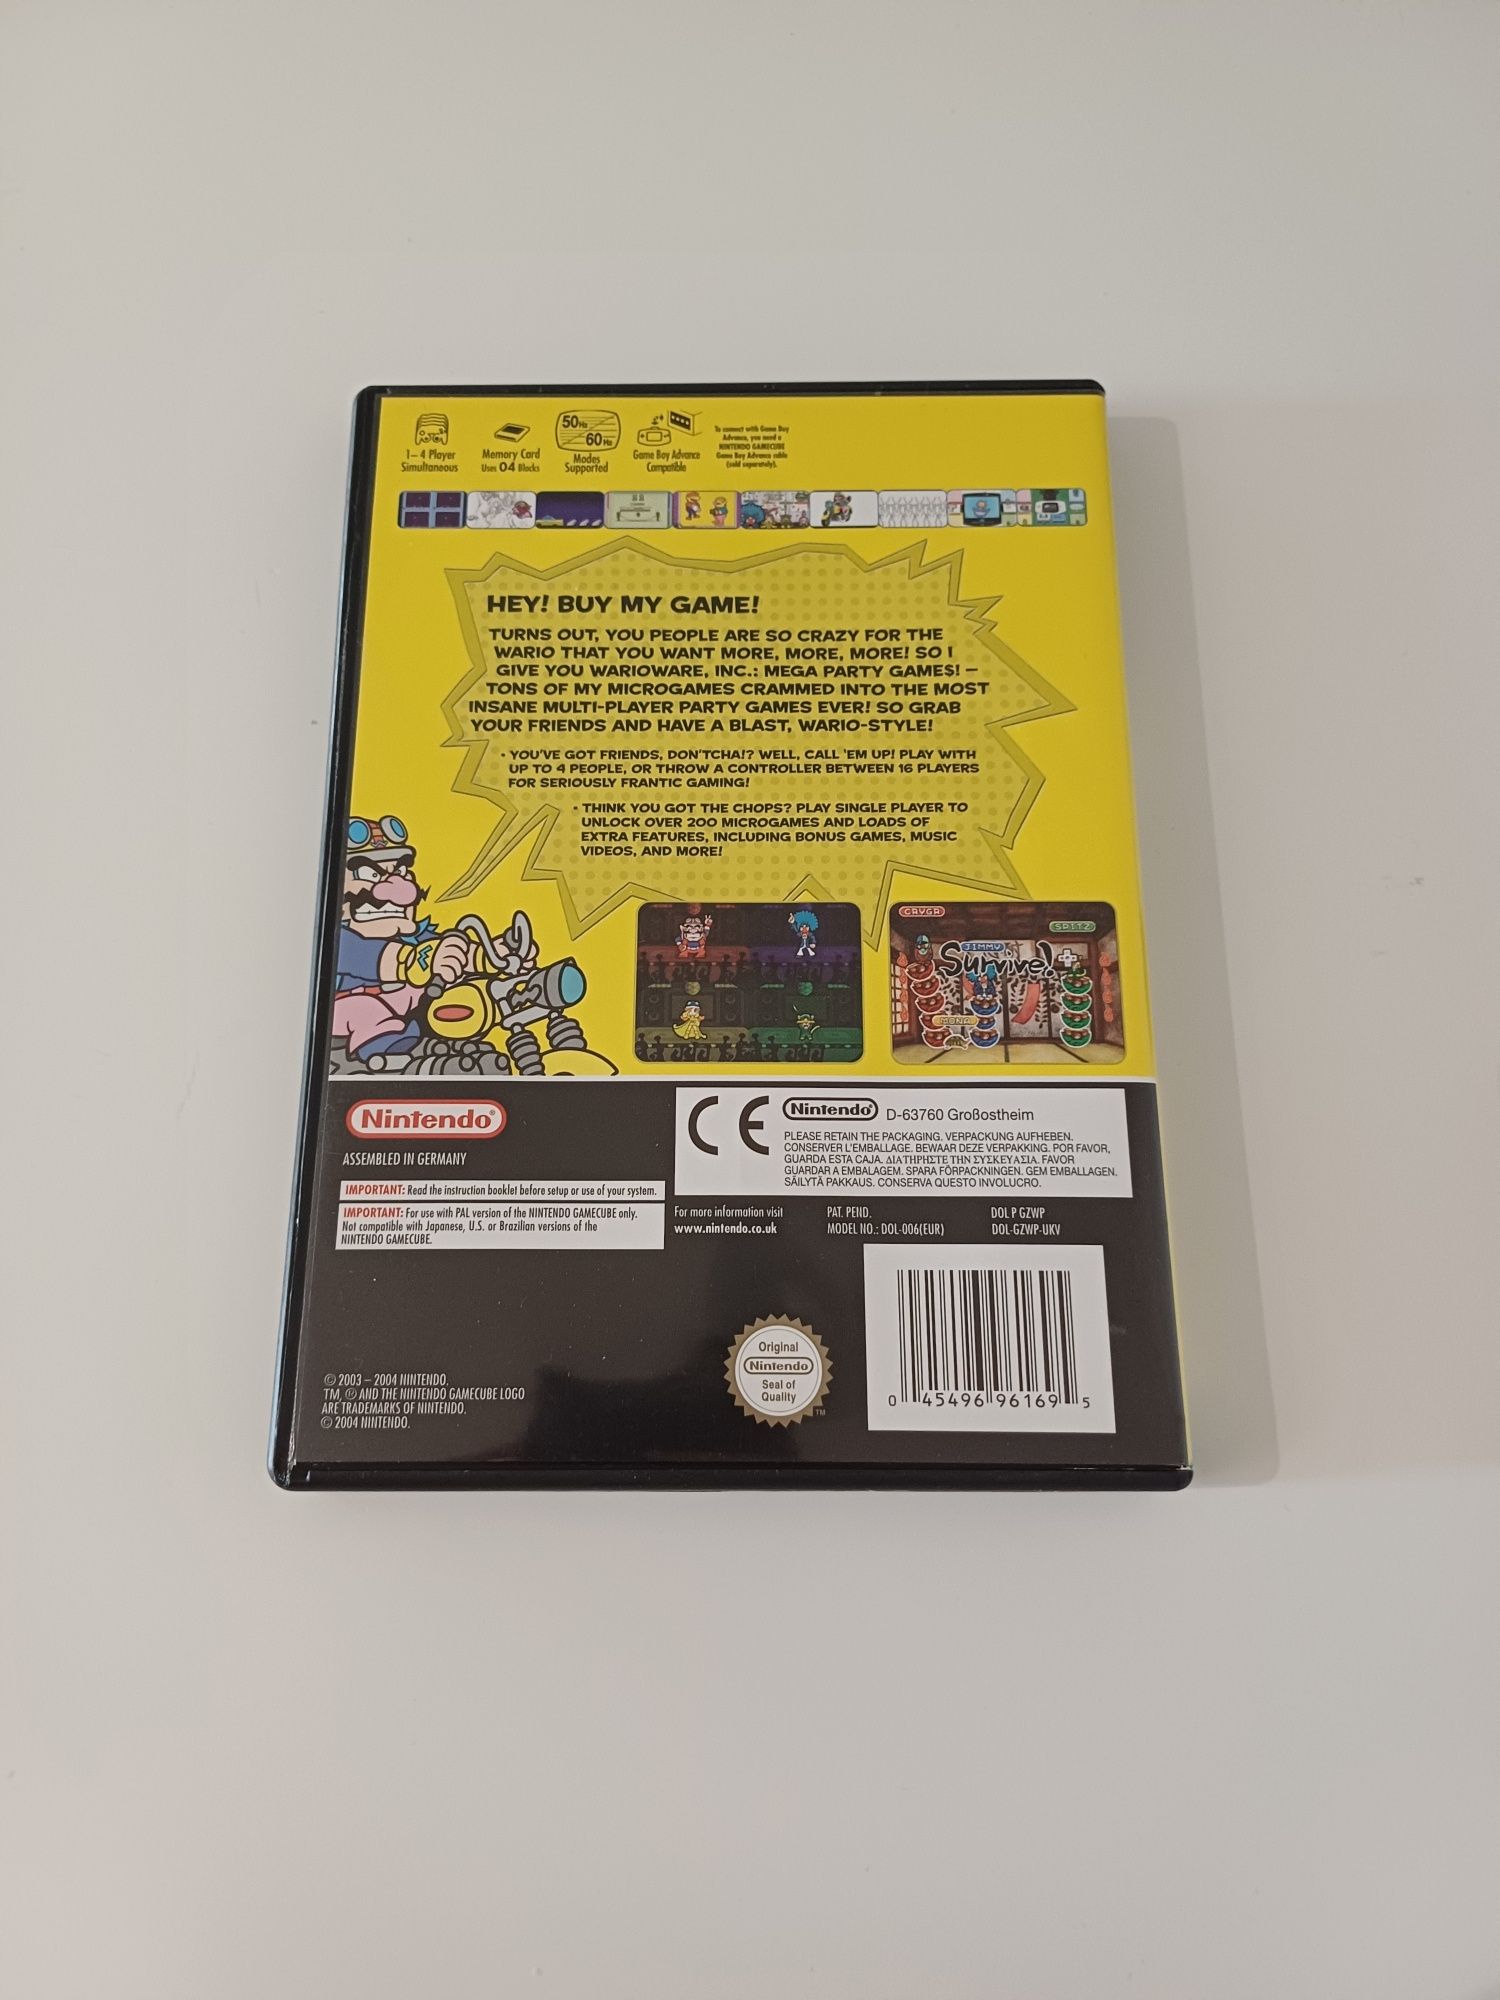 1–4 Player
Simultaneous
Memory Card
Uses 04 Blocks
50Hz
60Hz
Modes
Supported
Game Boy Advance
Compatible
To connect with Game Boy
Advance, you need a
NINTENDO GAMECUBE
Game Boy Advance cable
(sold separately).
HEY! BUY MY GAME!
TURNS OUT, YOU PEOPLE ARE SO CRAZY FOR THE
WARIO THAT YOU WANT MORE, MORE, MORE! SO I
GIVE YOU WARIOWARE, INC.: MEGA PARTY GAME$! –
TONS OF MY MICROGAMES CRAMMED INTO THE MOST
INSANE MULTI-PLAYER PARTY GAMES EVER! SO GRAB
YOUR FRIENDS AND HAVE A BLAST, WARIO-STYLE!
• YOU'VE GOT FRIENDS, DON'TCHA!? WELL, CALL 'EM UP! PLAY WITH
UP TO 4 PEOPLE, OR THROW A CONTROLLER BETWEEN 16 PLAYERS
FOR SERIOUSLY FRANTIC GAMING!
• THINK YOU GOT THE CHOPS? PLAY SINGLE PLAYER TO
UNLOCK OVER 200 MICROGAMES AND LOADS OF
EXTRA FEATURES, INCLUDING BONUS GAMES, MUSIC
VIDEOS, AND MORE!
CRYGR
SPITZ
JIMMY
Survive!
MONA
Nintendo®
ASSEMBLED IN GERMANY
IMPORTANT: Read the instruction booklet before setup or use of your system.
IMPORTANT: For use with PAL version of the NINTENDO GAMECUBE only.
Not compatible with Japanese, U.S. or Brazilian versions of the
NINTENDO GAMECUBE.
CE
Nintendo® D-63760 Großostheim
PLEASE RETAIN THE PACKAGING. VERPACKUNG AUFHEBEN.
CONSERVER L'EMBALLAGE. BEWAAR DEZE VERPAKKING. POR FAVOR,
GUARDA ESTA CAJA. ΔΙΑΤΗΡΗΣΤΕ ΤΗΝ ΣΥΣΚΕΥΑΣΙΑ. FAVOR
GUARDAR A EMBALAGEM. SPARA FÖRPACKNINGEN. GEM EMBALLAGEN.
SÄILYTÄ PAKKAUS. CONSERVA QUESTO INVOLUCRO.
For more information visit
www.nintendo.co.uk
PAT. PEND.
MODEL NO.: DOL-006(EUR)
DOL P GZWP
DOL-GZWP-UKV
© 2003 – 2004 NINTENDO.
TM, ® AND THE NINTENDO GAMECUBE LOGO
ARE TRADEMARKS OF NINTENDO.
© 2004 NINTENDO.
Original
Nintendo
Seal of
Quality
TM
0 45496 96169 5